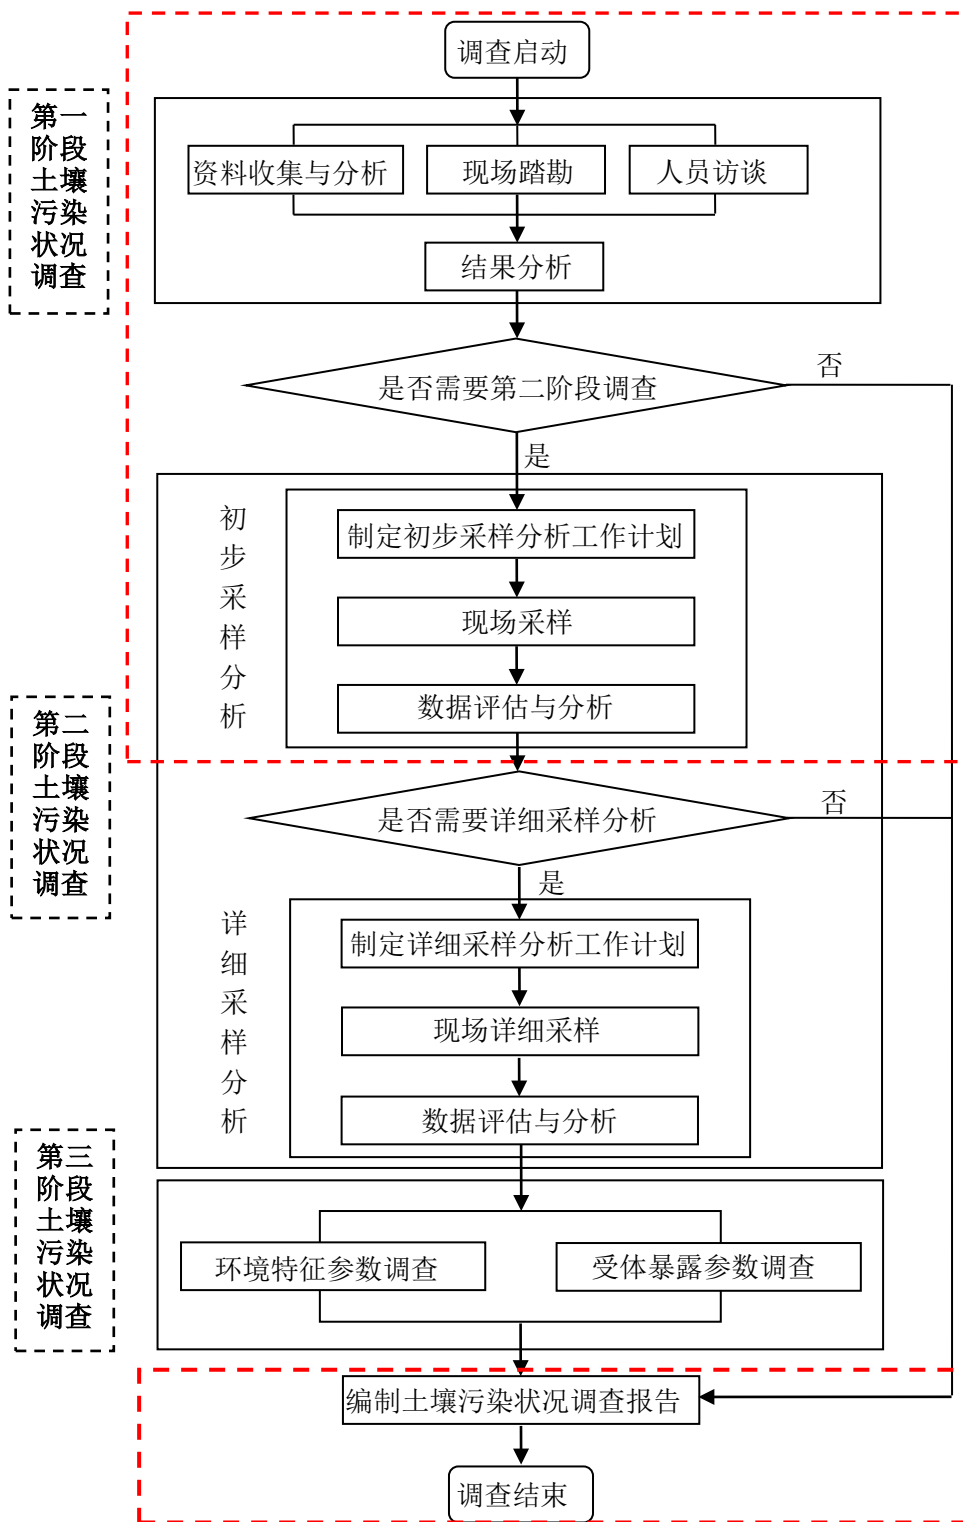 调查启动
第一
阶段
土壤
污染
状况
调查
资料收集与分析
现场踏勘
人员访谈
结果分析
是否需要第二阶段调查
否
是
初
步
采
样
分
析
制定初步采样分析工作计划
现场采样
数据评估与分析
第二
阶段
土壤
污染
状况
调查
是否需要详细采样分析
否
是
详
细
采
样
分
析
制定详细采样分析工作计划
现场详细采样
数据评估与分析
第三
阶段
土壤
污染
状况
调查
环境特征参数调查
受体暴露参数调查
编制土壤污染状况调查报告
调查结束